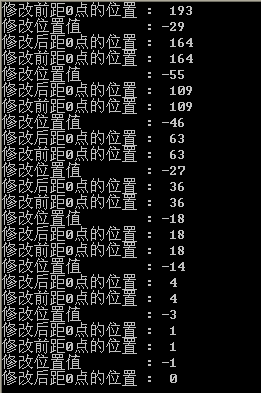 修改前距0点的位置 : 193
修改位置值 : -29
修改后距0点的位置 : 164
修改前距0点的位置 : 164
修改位置值 : -55
修改后距0点的位置 : 109
修改前距0点的位置 : 109
修改位置值 : -46
修改后距0点的位置 : 63
修改前距0点的位置 : 63
修改位置值 : -27
修改后距0点的位置 : 36
修改前距0点的位置 : 36
修改位置值 : -18
修改后距0点的位置 : 18
修改前距0点的位置 : 18
修改位置值 : -14
修改后距0点的位置 : 4
修改前距0点的位置 : 4
修改位置值 : -3
修改后距0点的位置 : 1
修改前距0点的位置 : 1
修改位置值 : -1
修改后距0点的位置 : 0